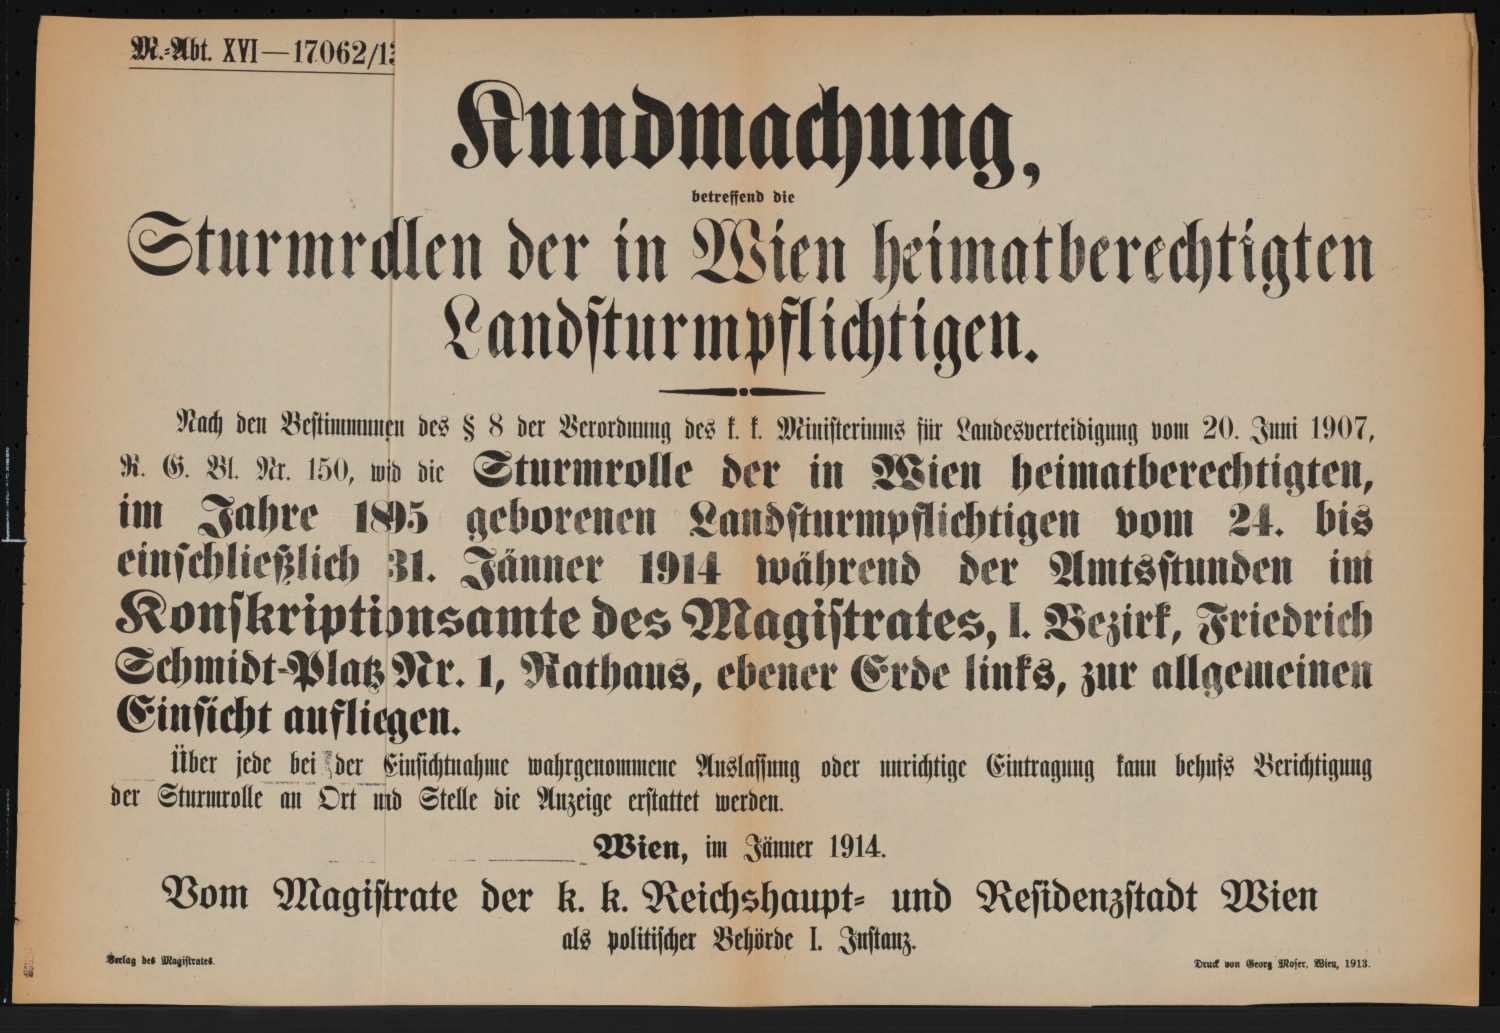 M.-Abt. XVI—17062/13
Kundmachung,
betreffend die
Sturmrollen der in Wien heimatberechtigten
Landsturmpflichtigen.
Nach den Bestimmungen des § 8 der Verordnung des k. k. Ministeriums für Landesverteidigung vom 20. Juni 1907,
R. G. Bl. Nr. 150, wird die Sturmrolle der in Wien heimatberechtigten,
im Jahre 1895 geborenen Landsturmpflichtigen vom 24. bis
einschließlich 31. Jänner 1914 während der Amtsstunden im
Konskriptionsamte des Magistrates, I. Bezirk, Friedrich
Schmidt-Platz Nr. 1, Rathaus, ebener Erde links, zur allgemeinen
Einsicht aufliegen.
Über jede bei der Einsichtnahme wahrgenommene Auslassung oder unrichtige Eintragung kann behufs Berichtigung
der Sturmrolle an Ort und Stelle die Anzeige erstattet werden.
Wien, im Jänner 1914.
Vom Magistrate der k. k. Reichshaupt- und Residenzstadt Wien
als politischer Behörde I. Instanz.
Verlag des Magistrates.
Druck von Georg Moser, Wien, 1913.